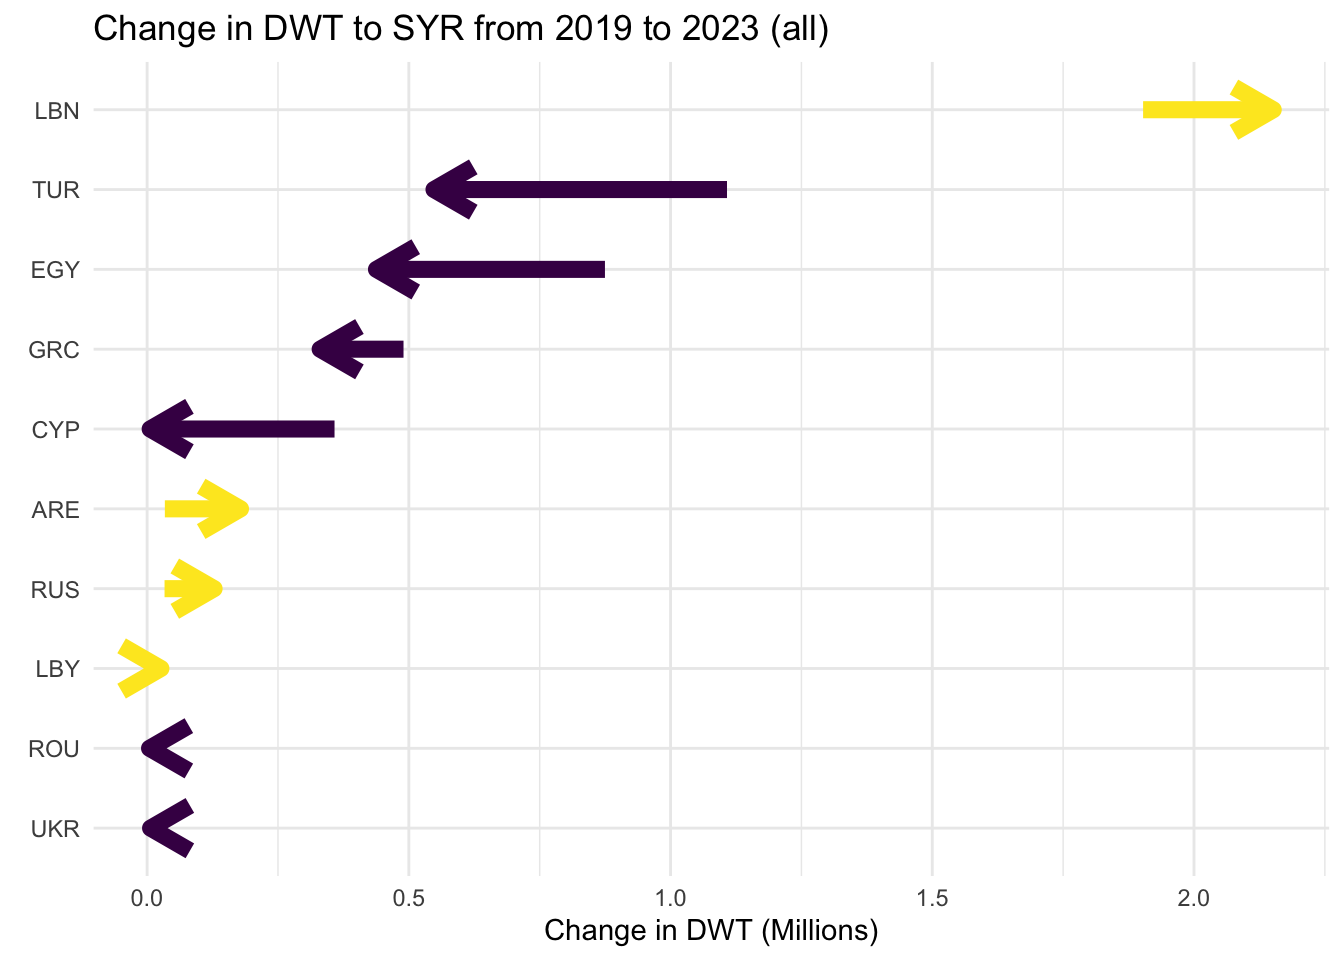 Change in DWT to SYR from 2019 to 2023 (all)
LBN
TUR
EGY
GRC
CYP
ARE
RUS
LBY
ROU
UKR
0.0 0.5 1.0 1.5 2.0
Change in DWT (Millions)